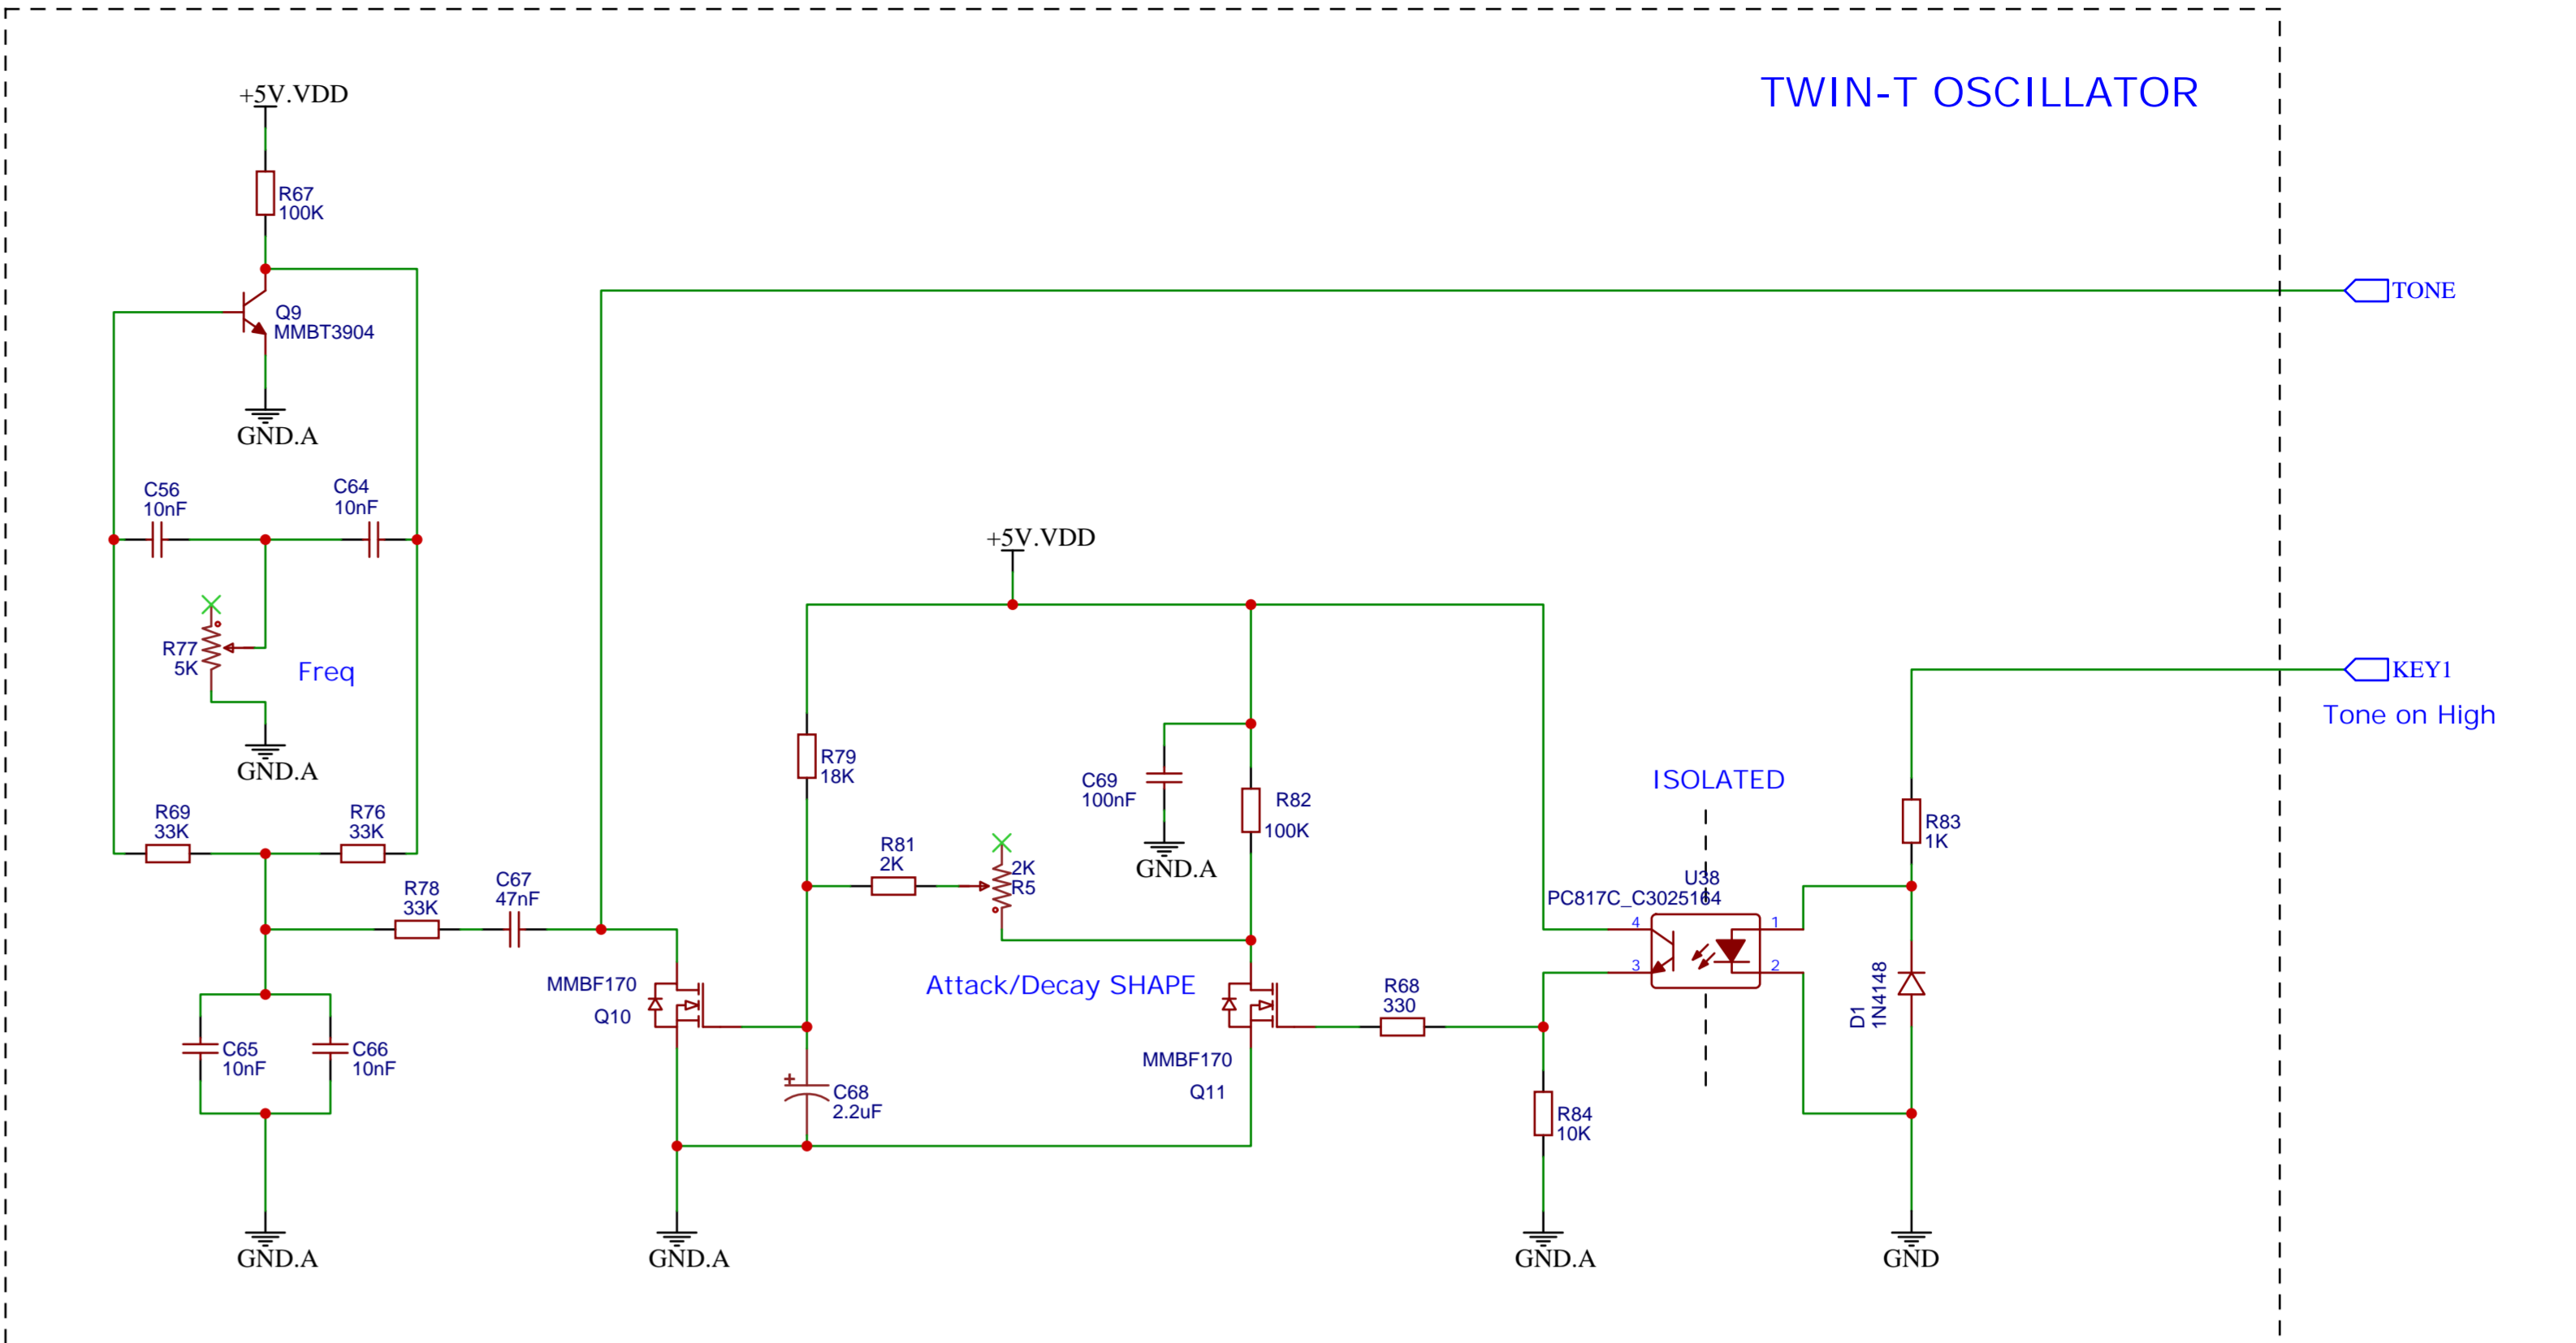 TWIN-T OSCILLATOR
+5V.VDD
R67
100K
Q9
MMBT3904
GND.A
TONE
C56
10nF
C64
10nF
R77
5K
Freq
GND.A
R69
33K
R76
33K
R78
33K
C67
47nF
C65
10nF
C66
10nF
GND.A
MMBF170
Q10
GND.A
+5V.VDD
R79
18K
R81
2K
2K
R5
C69
100nF
GND.A
R82
100K
Attack/Decay SHAPE
C68
2.2uF
MMBF170
Q11
R68
330
R84
10K
GND.A
ISOLATED
U38
PC817C_C3025164
4
3
1
2
KEY1
Tone on High
R83
1K
D1
1N4148
GND